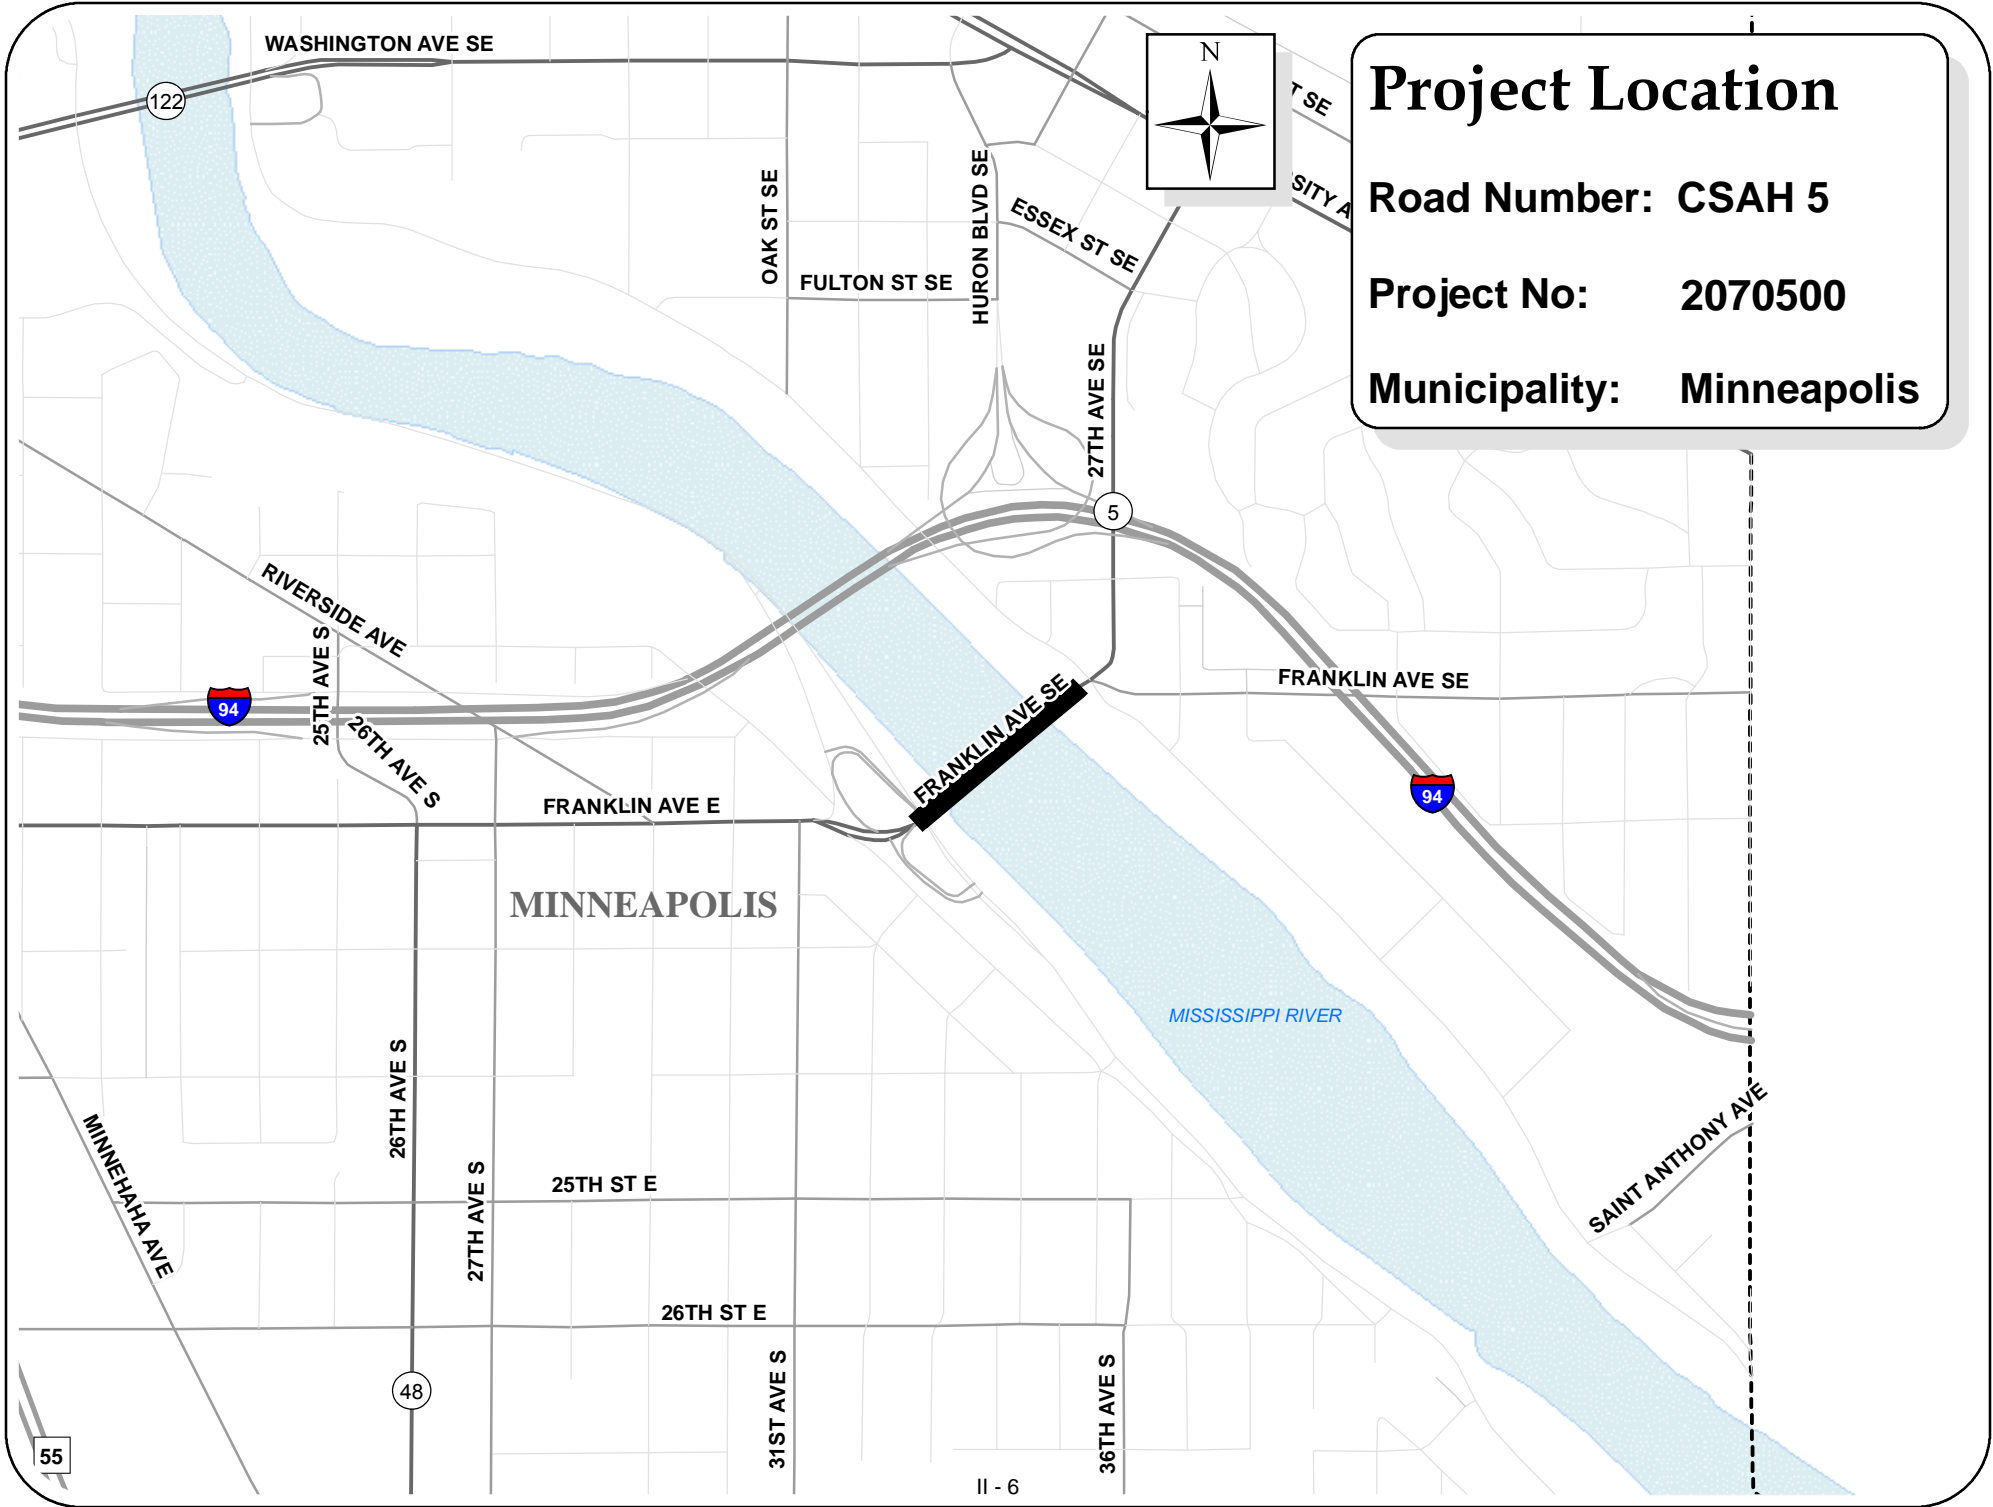 WASHINGTON AVE SE
122
N
T SE
SITY A
Project Location
Road Number: CSAH 5
Project No: 2070500
Municipality: Minneapolis
OAK ST SE
HURON BLVD SE
ESSEX ST SE
FULTON ST SE
27TH AVE SE
5
RIVERSIDE AVE
25TH AVE S
94
26TH AVE S
FRANKLIN AVE SE
FRANKLIN AVE SE
94
FRANKLIN AVE E
MINNEAPOLIS
MISSISSIPPI RIVER
26TH AVE S
MINNEHAHA AVE
27TH AVE S
25TH ST E
SAINT ANTHONY AVE
26TH ST E
48
31ST AVE S
36TH AVE S
55
II - 6